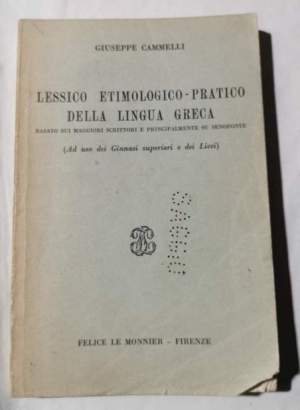 GIUSEPPE CAMMELLI
LESSICO ETIMOLOGICO-PRATICO
DELLA LINGUA GRECA
BASATO SUI MAGGIORI SCRITTORI E PRINCIPALMENTE SU SENOFONTE
(Ad uso dei Ginnasi superiori e dei Licei)
FELICE LE MONNIER - FIRENZE